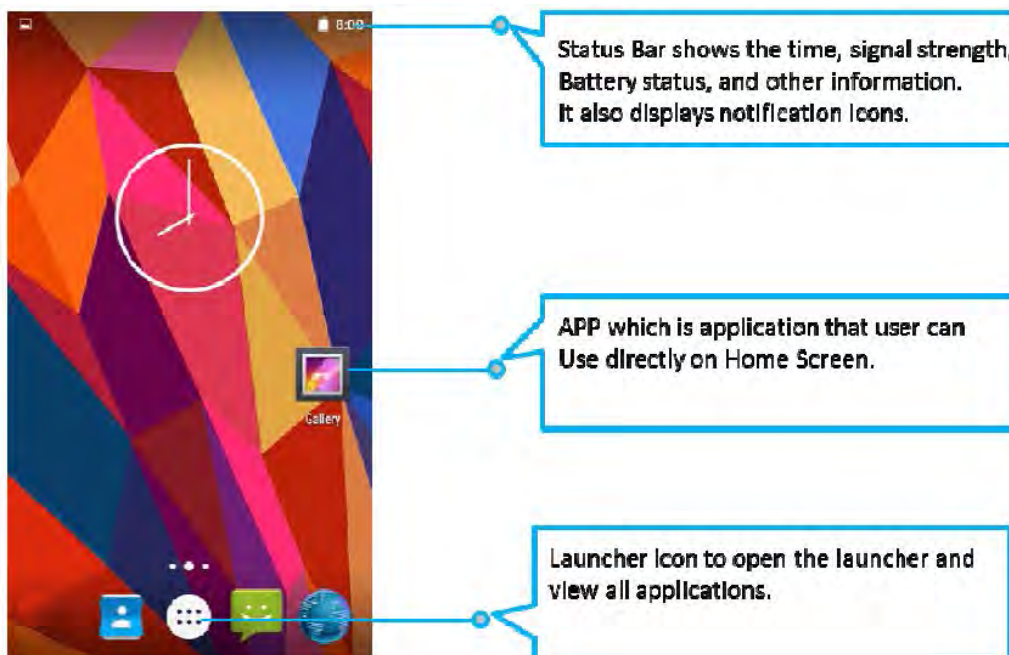 8:00
Status Bar shows the time, signal strength,
Battery status, and other information.
It also displays notification icons.
APP which is application that user can
Use directly on Home Screen.
Gallery
Launcher icon to open the launcher and
view all applications.